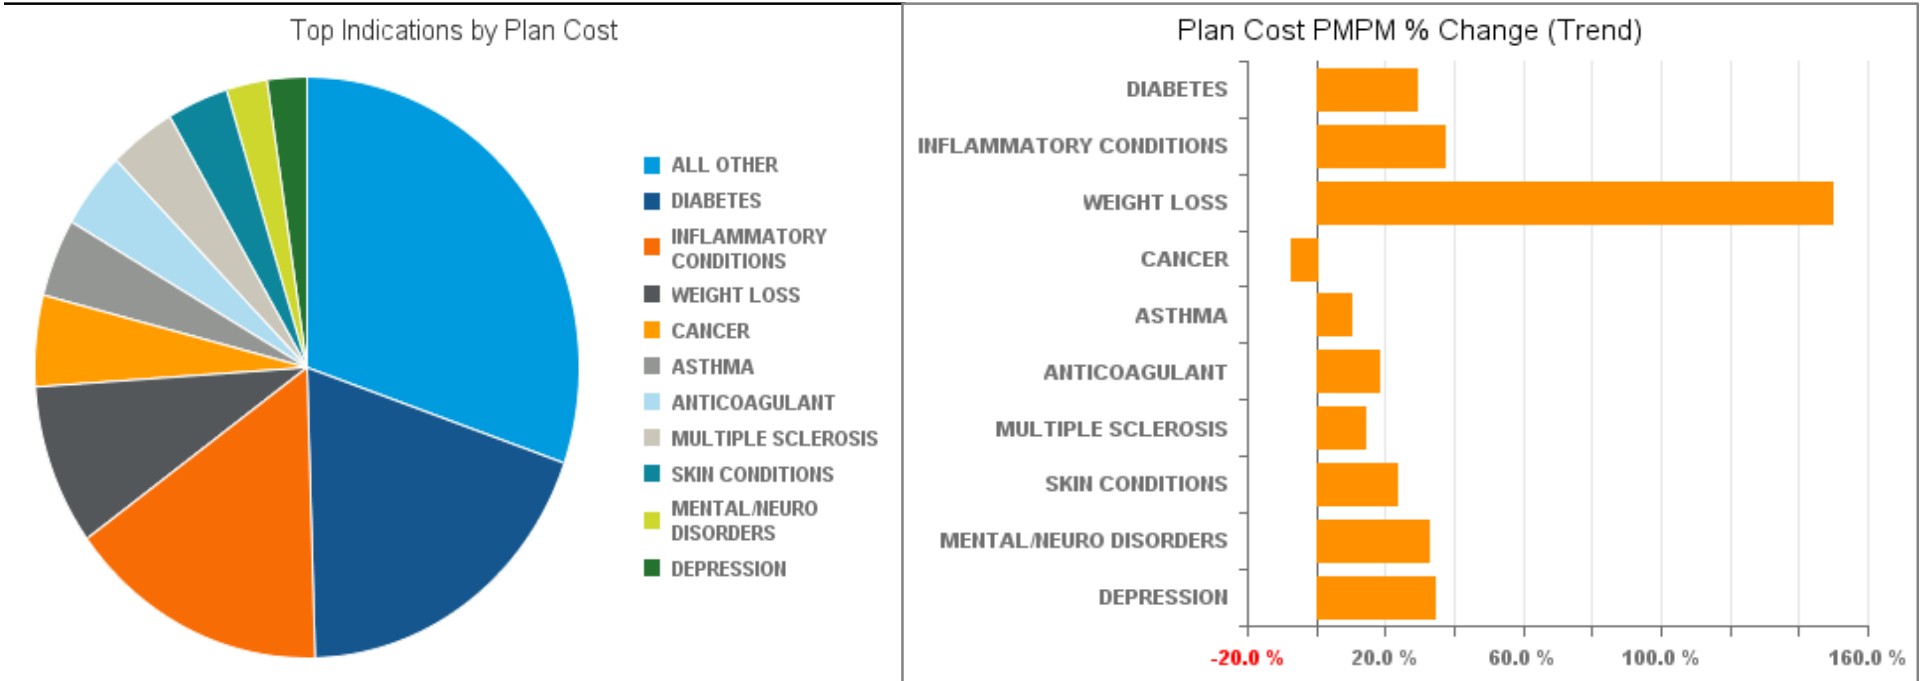 Top Indications by Plan Cost
ALL OTHER
DIABETES
INFLAMMATORY
CONDITIONS
WEIGHT LOSS
CANCER
ASTHMA
ANTICOAGULANT
MULTIPLE SCLEROSIS
SKIN CONDITIONS
MENTAL/NEURO
DISORDERS
DEPRESSION
Plan Cost PMPM % Change (Trend)
DIABETES
INFLAMMATORY CONDITIONS
WEIGHT LOSS
CANCER
ASTHMA
ANTICOAGULANT
MULTIPLE SCLEROSIS
SKIN CONDITIONS
MENTAL/NEURO DISORDERS
DEPRESSION
-20.0 % 20.0 % 60.0 % 100.0 % 160.0 %